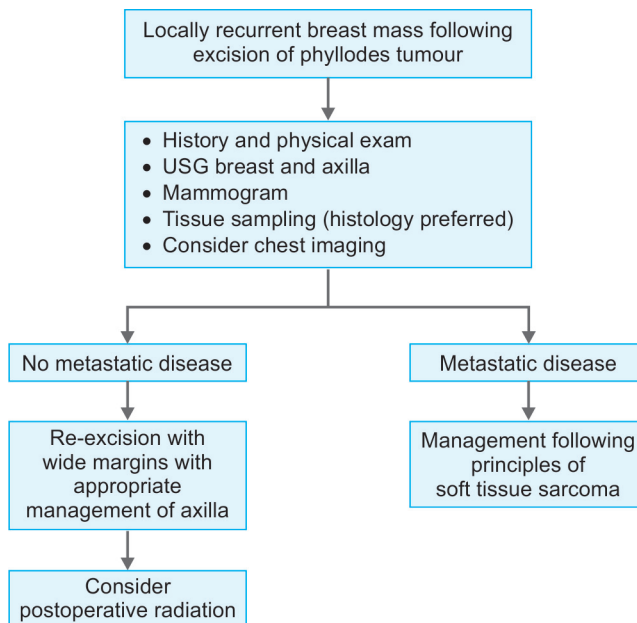 Locally recurrent breast mass following
excision of phyllodes tumour
• History and physical exam
• USG breast and axilla
• Mammogram
• Tissue sampling (histology preferred)
• Consider chest imaging
No metastatic disease
Metastatic disease
Re-excision with
wide margins with
appropriate
management of axilla
Management following
principles of
soft tissue sarcoma
Consider
postoperative radiation